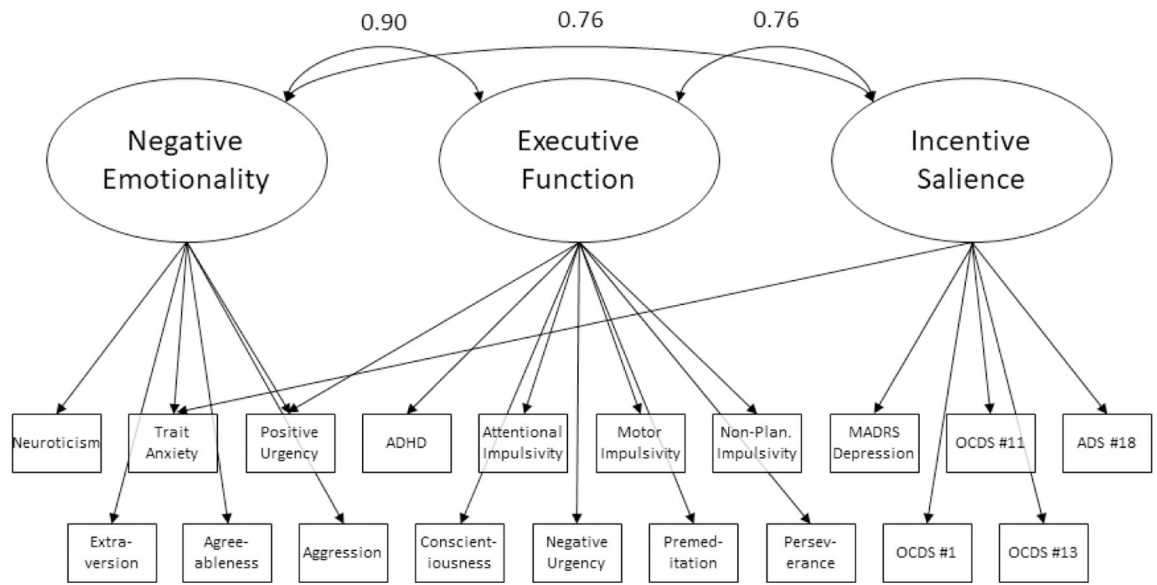 0.90
0.76
0.76
Negative
Emotionality
Executive
Function
Incentive
Salience
Neuroticism
Trait
Anxiety
Positive
Urgency
ADHD
Attentional
Impulsivity
Motor
Impulsivity
Non-Plan.
Impulsivity
MADRS
Depression
OCDS #11
ADS #18
Extra-
version
Agree-
ableness
Aggression
Conscient-
iousness
Negative
Urgency
Premed-
itation
Persev-
erance
OCDS #1
OCDS #13